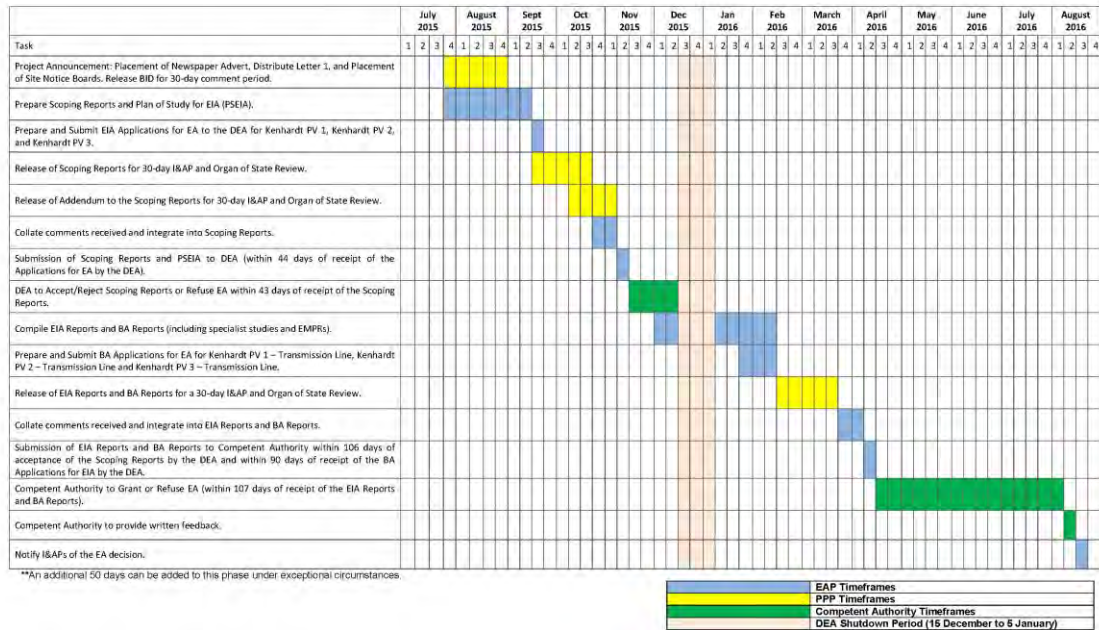 July August Sept Oct Nov Dec Jan Feb March April May June July August
2015 2015 2015 2015 2015 2015 2016 2016 2016 2016 2016 2016 2016 2016
Task 1 2 3 4 1 2 3 4 1 2 3 4 1 2 3 4 1 2 3 4 1 2 3 4 1 2 3 4 1 2 3 4 1 2 3 4 1 2 3 4 1 2 3 4 1 2 3 4 1 2 3 4 1 2 3 4
Project Announcement: Placement of Newspaper Advert, Distribute Letter 1, and Placement
of Site Notice Boards. Release BID for 30-day comment period.
Prepare Scoping Reports and Plan of Study for EIA (PSEIA).
Prepare and Submit EIA Applications for EA to the DEA for Kenhardt PV 1, Kenhardt PV 2,
and Kenhardt PV 3.
Release of Scoping Reports for 30-day I&AP and Organ of State Review.
Release of Addendum to the Scoping Reports for 30-day I&AP and Organ of State Review.
Collate comments received and integrate into Scoping Reports.
Submission of Scoping Reports and PSEIA to DEA (within 44 days of receipt of the
Applications for EA by the DEA).
DEA to Accept/Reject Scoping Reports or Refuse EA within 43 days of receipt of the Scoping
Reports.
Compile EIA Reports and BA Reports (including specialist studies and EMPRs).
Prepare and Submit BA Applications for EA for Kenhardt PV 1 – Transmission Line, Kenhardt
PV 2 – Transmission Line and Kenhardt PV 3 – Transmission Line.
Release of EIA Reports and BA Reports for a 30-day I&AP and Organ of State Review.
Collate comments received and integrate into EIA Reports and BA Reports.
Submission of EIA Reports and BA Reports to Competent Authority within 106 days of
acceptance of the Scoping Reports by the DEA and within 90 days of receipt of the BA
Applications for EIA by the DEA.
Competent Authority to Grant or Refuse EA (within 107 days of receipt of the EIA Reports
and BA Reports).
Competent Authority to provide written feedback.
Notify I&APs of the EA decision.
**An additional 50 days can be added to this phase under exceptional circumstances.
EAP Timeframes
PPP Timeframes
Competent Authority Timeframes
DEA Shutdown Period (15 December to 5 January)